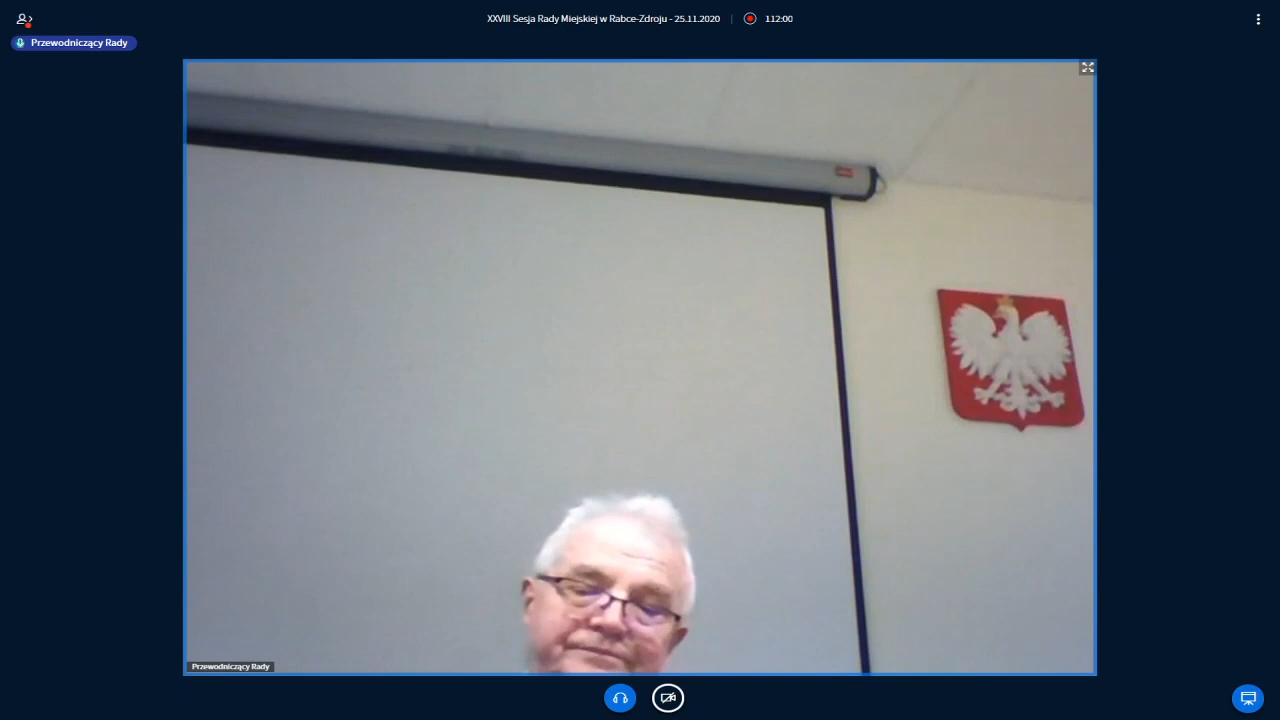 XXVIII Sesja Rady Miejskiej w Rabce-Zdroju - 25.11.2020
112:00
Przewodniczący Rady
Przewodniczący Rady